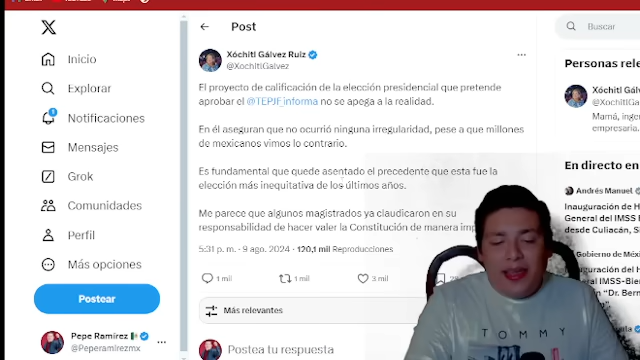 Post
Buscar
Xóchitl Gálvez Ruiz
@XochitlGalvez
El proyecto de calificación de la elección presidencial que pretende
aprobar el @TEPJF_informa no se apega a la realidad.
En él aseguran que no ocurrió ninguna irregularidad, pese a que millones
de mexicanos vimos lo contrario.
Es fundamental que quede asentado el precedente que esta fue la
elección más inequitativa de los últimos años.
Me parece que algunos magistrados ya claudicaron en su
responsabilidad de hacer valer la Constitución de manera
5:31 p. m. · 9 ago. 2024 · 120,1 mil Reproducciones
1 mil
1 mil
3 mil
Más relevantes
Postea tu respuesta
Inicio
Explorar
1
Notificaciones
Mensajes
Grok
Comunidades
Perfil
Más opciones
Postear
Pepe Ramírez
@Peperamirezmx
Personas
Xóchitl
@XochitlG
Mamá,
empresaria.
En directo en
Andrés Manuel
Inauguración de
General del IMSS
desde Culiacán,
Gobierno de
Inauguración del
General IMSS-
"Dr.
TOMMY